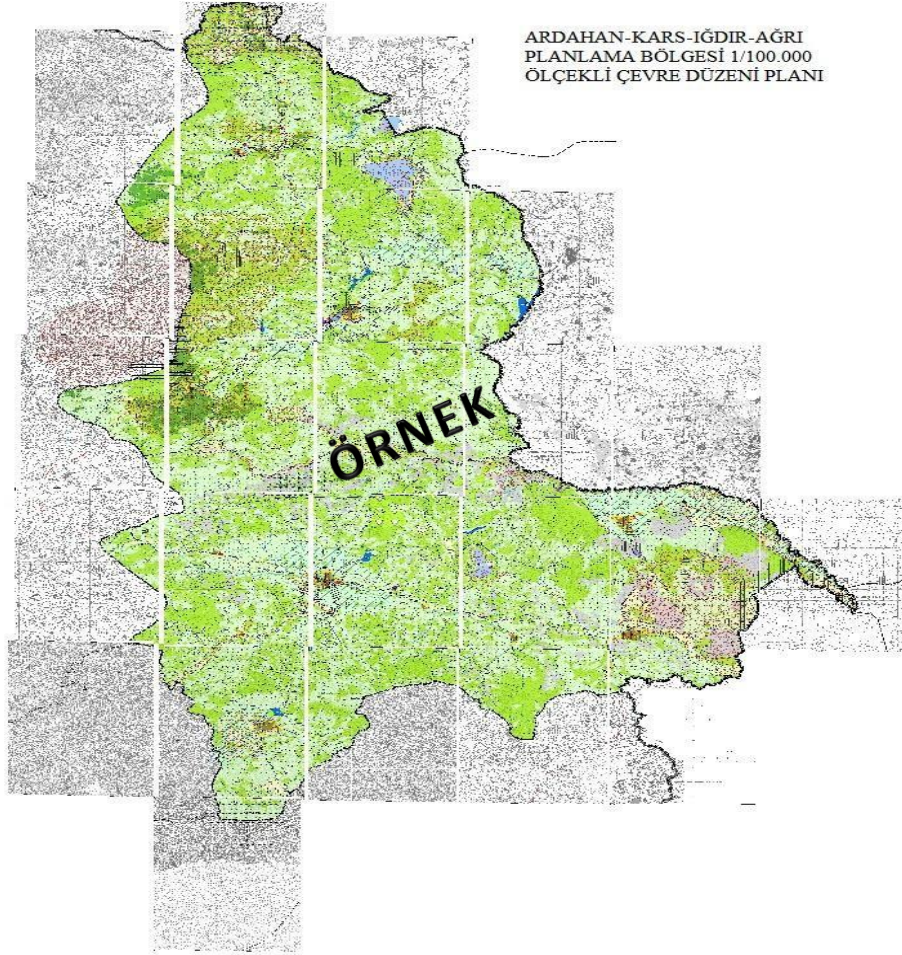 ARDAHAN-KARS-IĞDIR-AĞRI
PLANLAMA BÖLGESİ 1/100.000
ÖLÇEKLİ ÇEVRE DÜZENİ PLANI
ÖRNEK